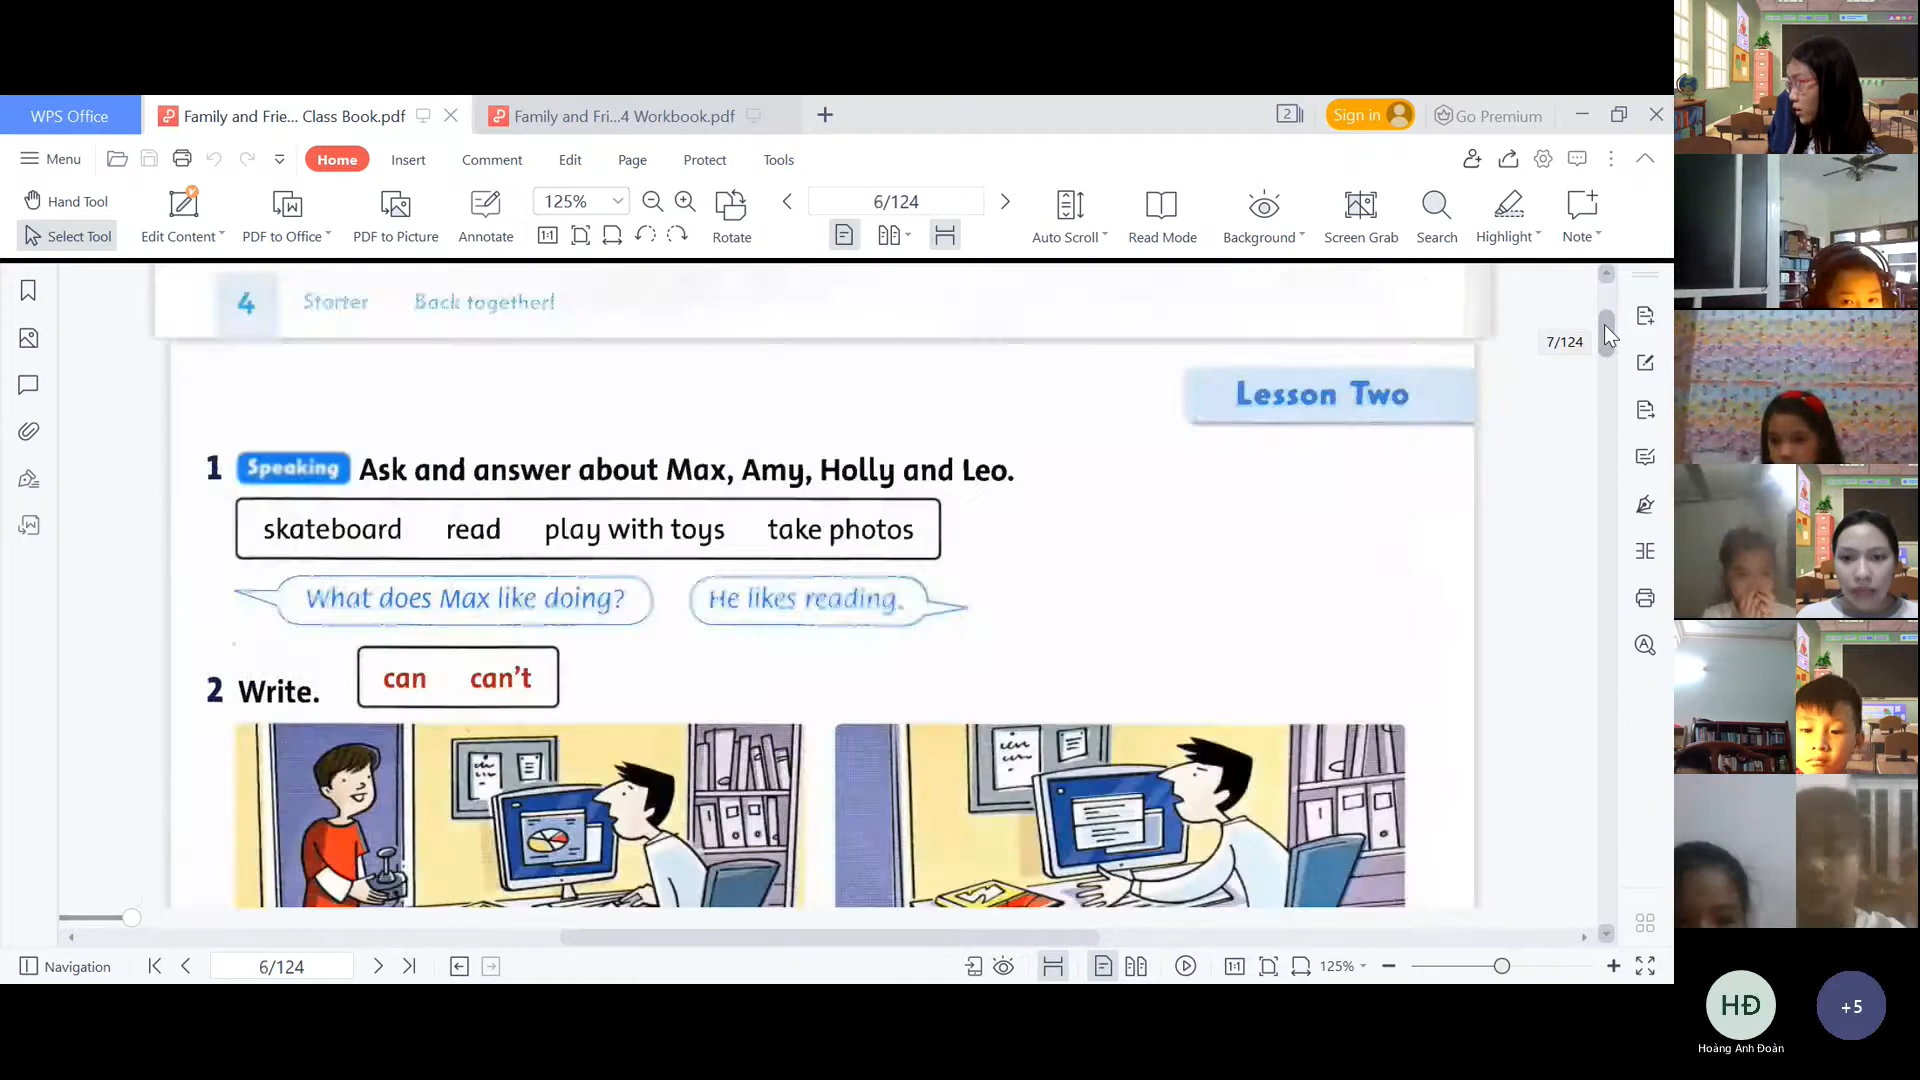 WPS Office
Family and Frie... Class Book.pdf
Family and Fri...4 Workbook.pdf
2
Sign in
Go Premium
Menu
Home
Insert
Comment
Edit
Page
Protect
Tools
Hand Tool
Select Tool
Edit Content
PDF to Office
PDF to Picture
Annotate
125%
1:1
Rotate
6/124
Auto Scroll
Read Mode
Background
Screen Grab
Search
Highlight
Note
4 Starter Back together!
7/124
Lesson Two
1 Speaking Ask and answer about Max, Amy, Holly and Leo.
skateboard read play with toys take photos
What does Max like doing? He likes reading.
2 Write. can can't
Navigation
6/124
1:1
125%
HĐ
+5
Hoàng Anh Đoàn